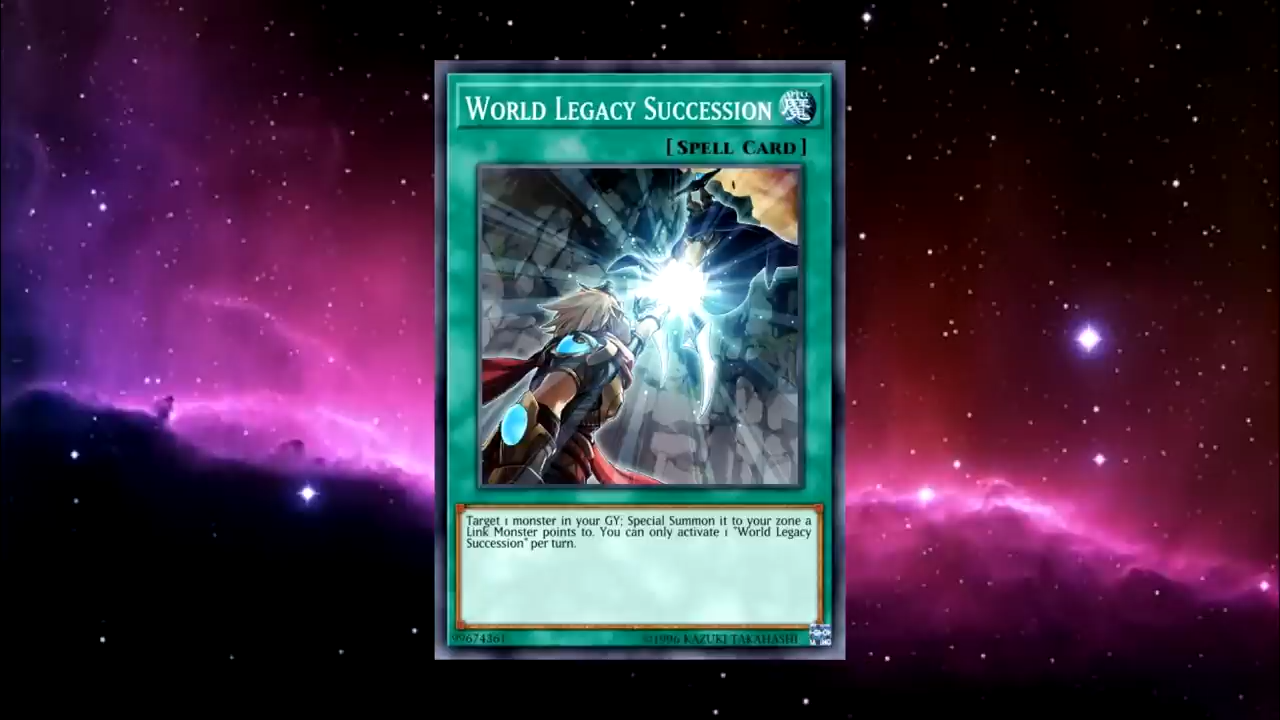 WORLD LEGACY SUCCESSION 魔
[SPELL CARD]
Target 1 monster in your GY; Special Summon it to your zone a
Link Monster points to. You can only activate 1 "World Legacy
Succession" per turn.
99674361 ©1996 KAZUKI TAKAHASHI